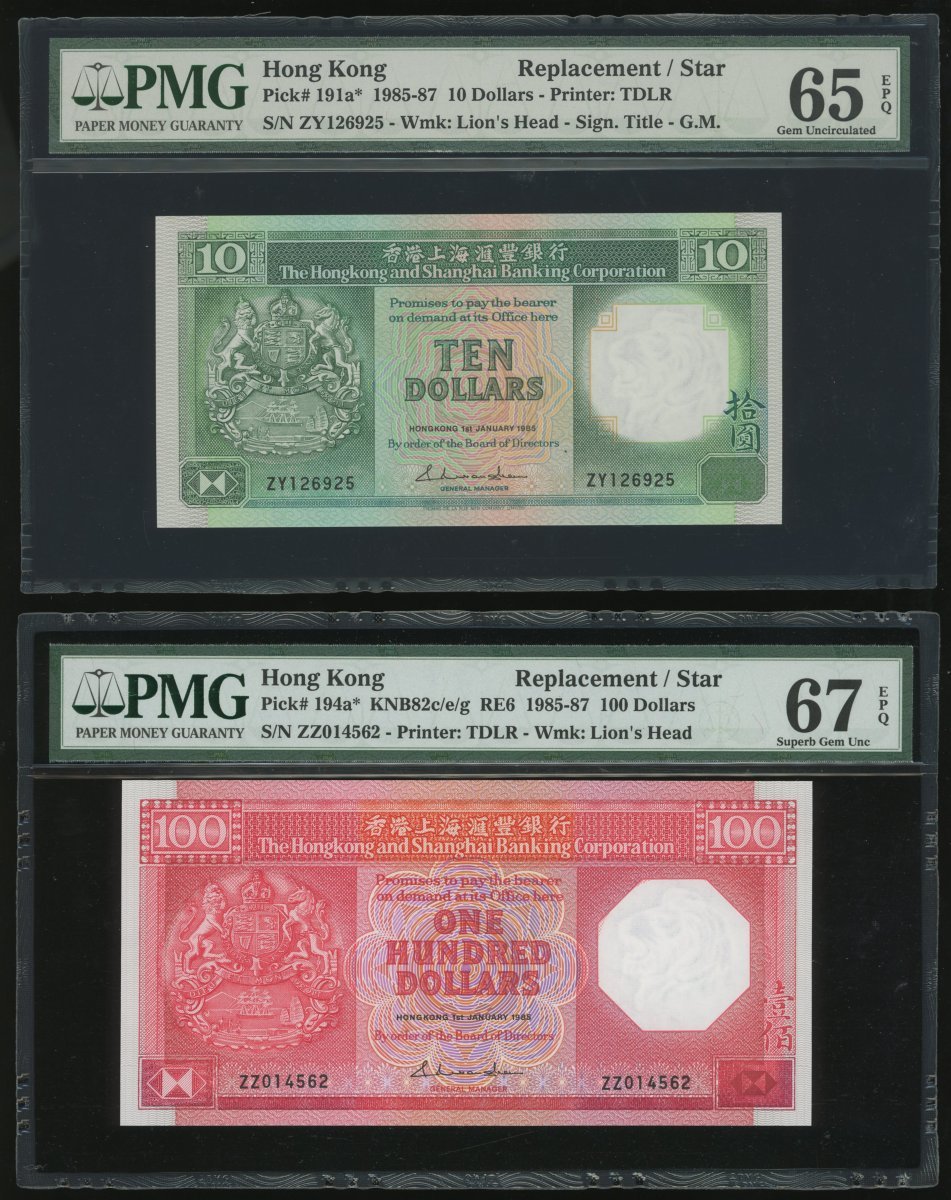 PMG
PAPER MONEY GUARANTY
Hong Kong Replacement / Star
Pick# 191a* 1985-87 10 Dollars - Printer: TDLR
S/N ZY126925 - Wmk: Lion's Head - Sign. Title - G.M.
65 EPQ
Gem Uncirculated
10 香港上海滙豐銀行 10
The Hongkong and Shanghai Banking Corporation
Promises to pay the bearer
on demand at its Office here
TEN
DOLLARS
HONGKONG 1st JANUARY 1985
By order of the Board of Directors
拾圓
ZY126925 ZY126925
GENERAL MANAGER
PMG
PAPER MONEY GUARANTY
Hong Kong Replacement / Star
Pick# 194a* KNB82c/e/g RE6 1985-87 100 Dollars
S/N ZZ014562 - Printer: TDLR - Wmk: Lion's Head
67 EPQ
Superb Gem Unc
100 香港上海滙豐銀行 100
The Hongkong and Shanghai Banking Corporation
Promises to pay the bearer
on demand at its Office here
ONE
HUNDRED
DOLLARS
HONGKONG 1st JANUARY 1985
By order of the Board of Directors
壹佰
ZZ014562 ZZ014562
GENERAL MANAGER